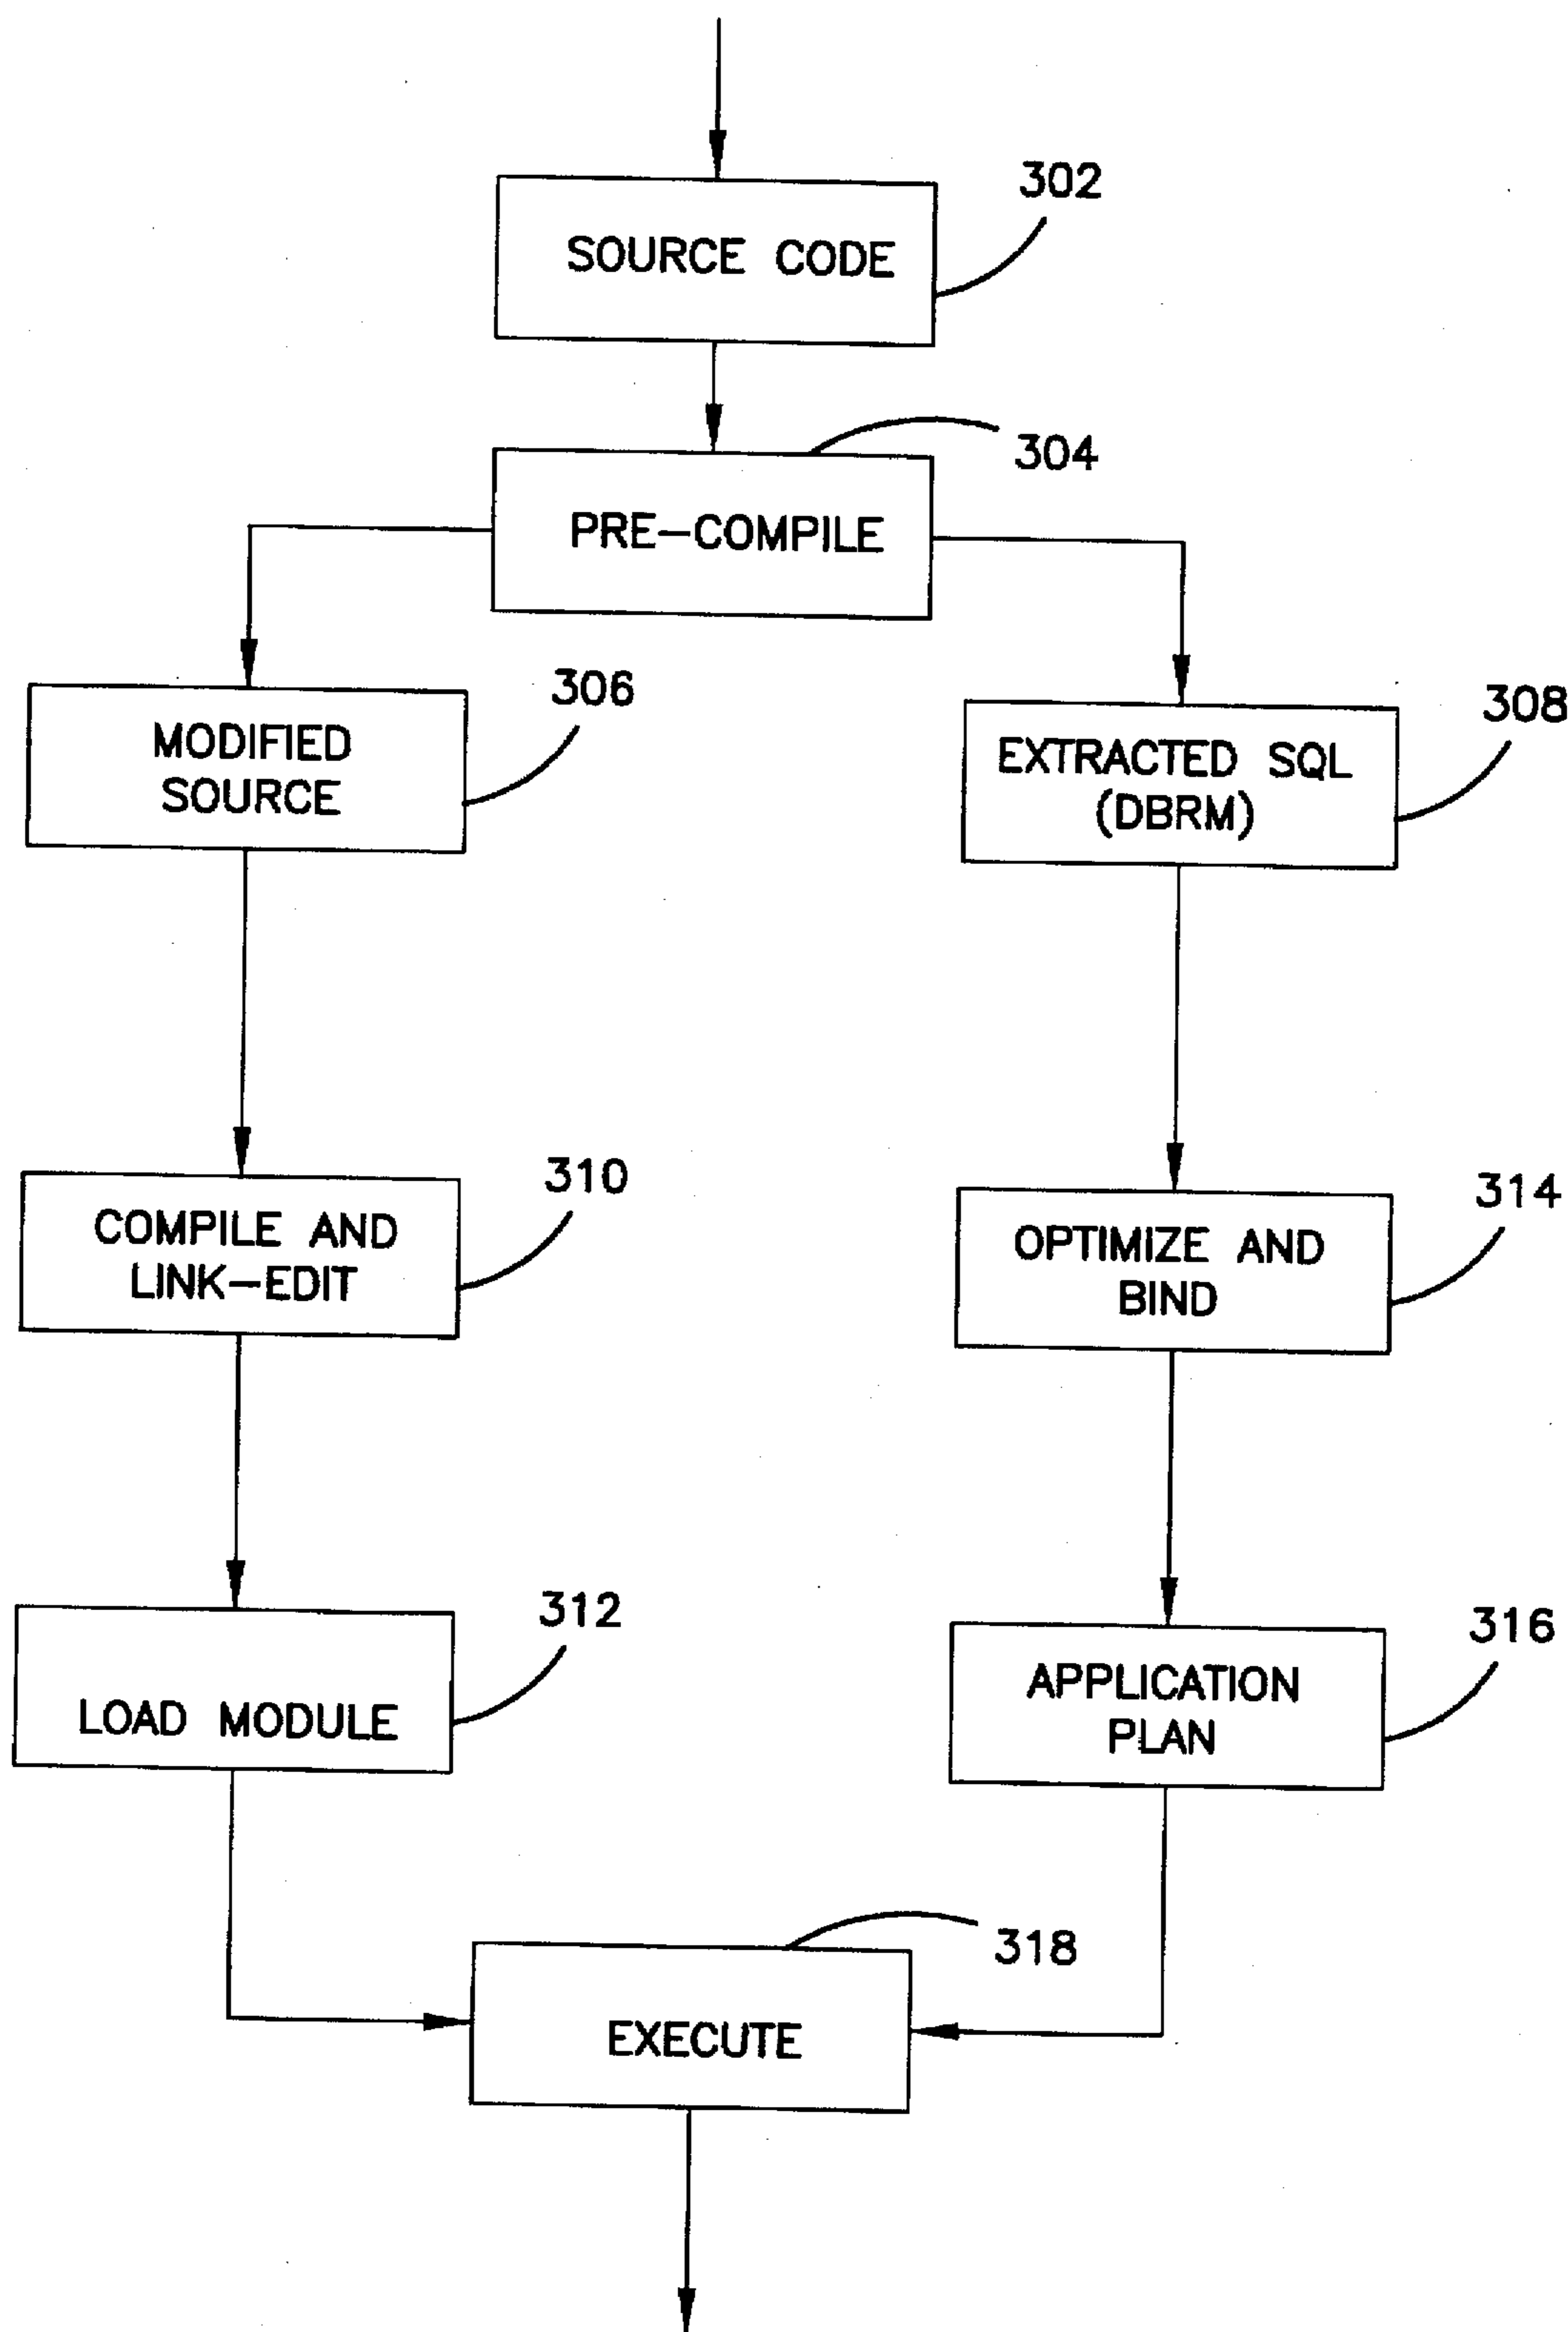 302
SOURCE CODE
304
PRE-COMPILE
306
MODIFIED
SOURCE
308
EXTRACTED SQL
(DBRM)
310
COMPILE AND
LINK-EDIT
314
OPTIMIZE AND
BIND
312
LOAD MODULE
316
APPLICATION
PLAN
318
EXECUTE